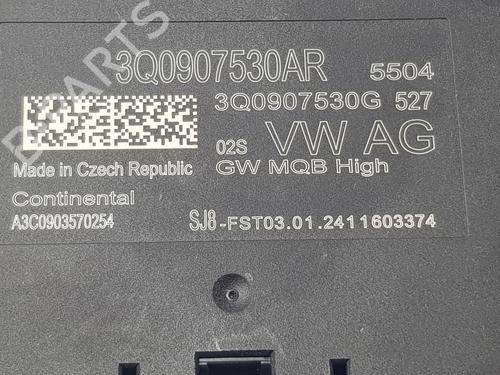 3Q0907530AR 5504
3Q0907530G 527
02S VW AG
Made in Czech Republic GW MQB High
Continental
A3C0903570254 SJ8-FST03.01.2411603374